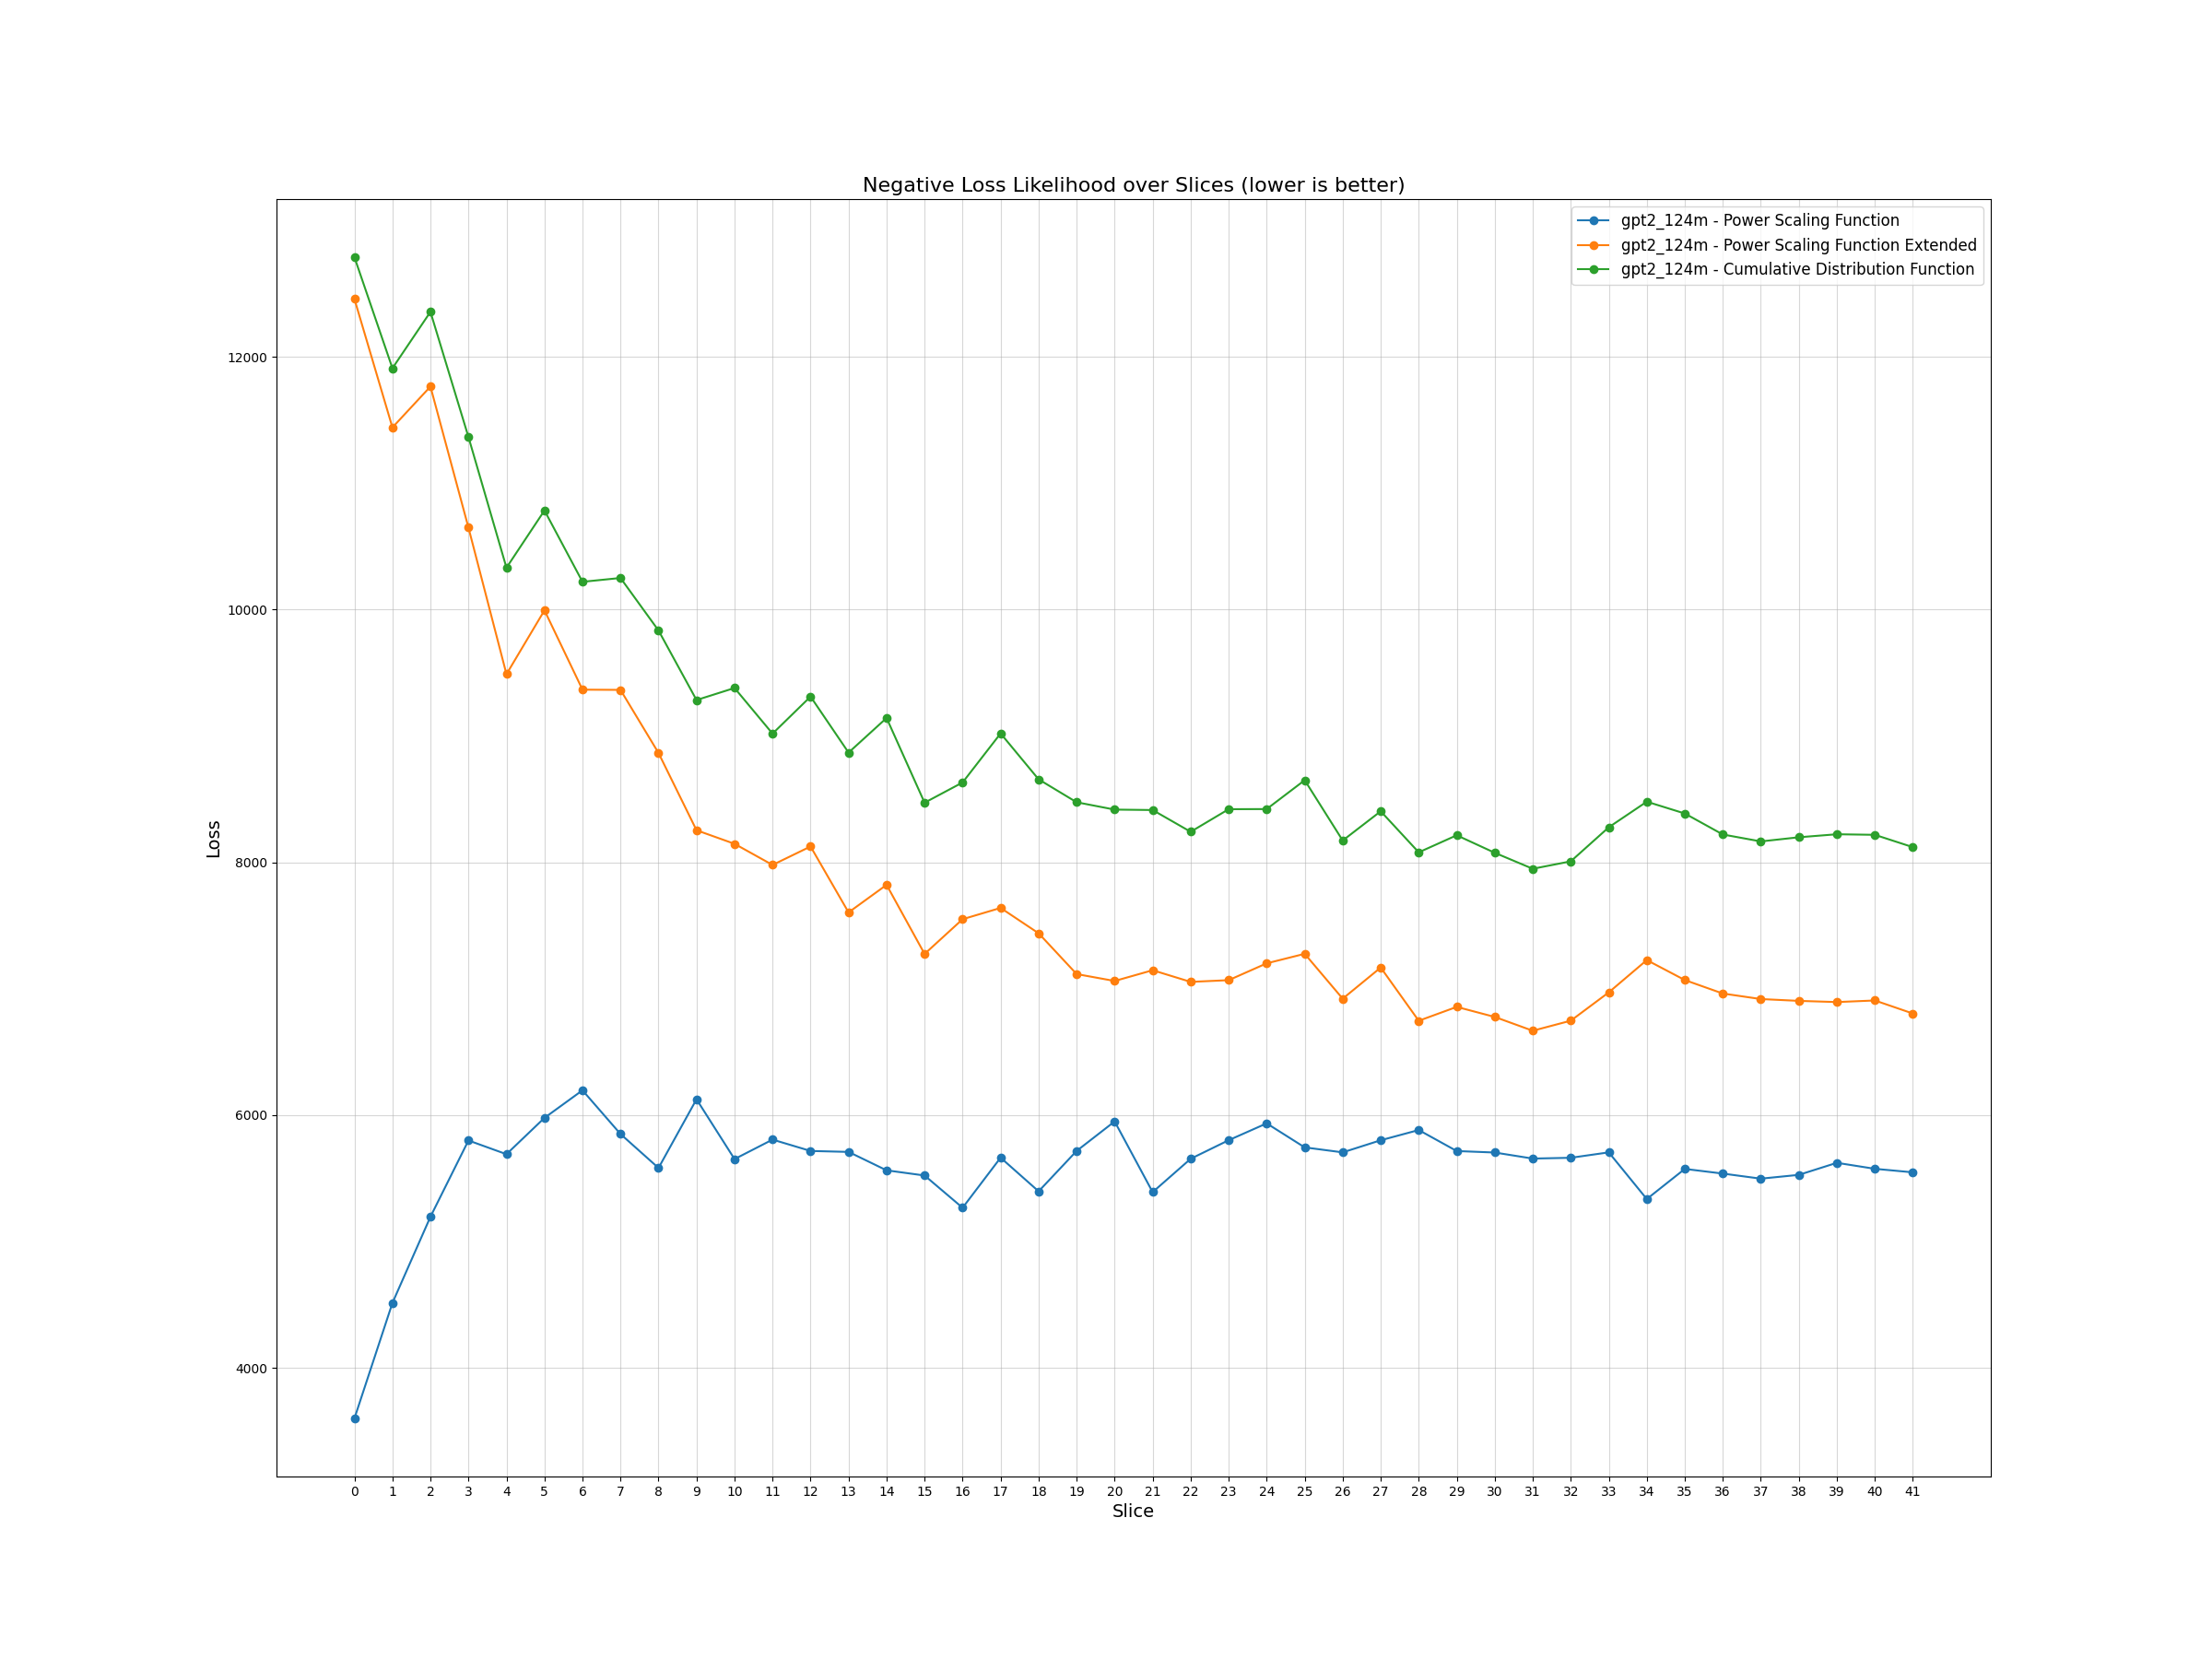 Negative Loss Likelihood over Slices (lower is better)
gpt2_124m - Power Scaling Function
gpt2_124m - Power Scaling Function Extended
gpt2_124m - Cumulative Distribution Function
12000
10000
8000
6000
4000
Loss
0 1 2 3 4 5 6 7 8 9 10 11 12 13 14 15 16 17 18 19 20 21 22 23 24 25 26 27 28 29 30 31 32 33 34 35 36 37 38 39 40 41
Slice